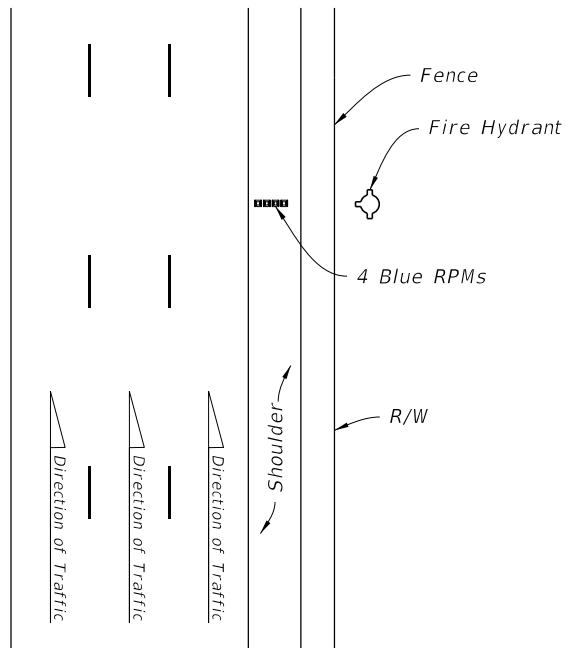 Fence
Fire Hydrant
4 Blue RPMs
R/W
Shoulder
Direction of Traffic
Direction of Traffic
Direction of Traffic